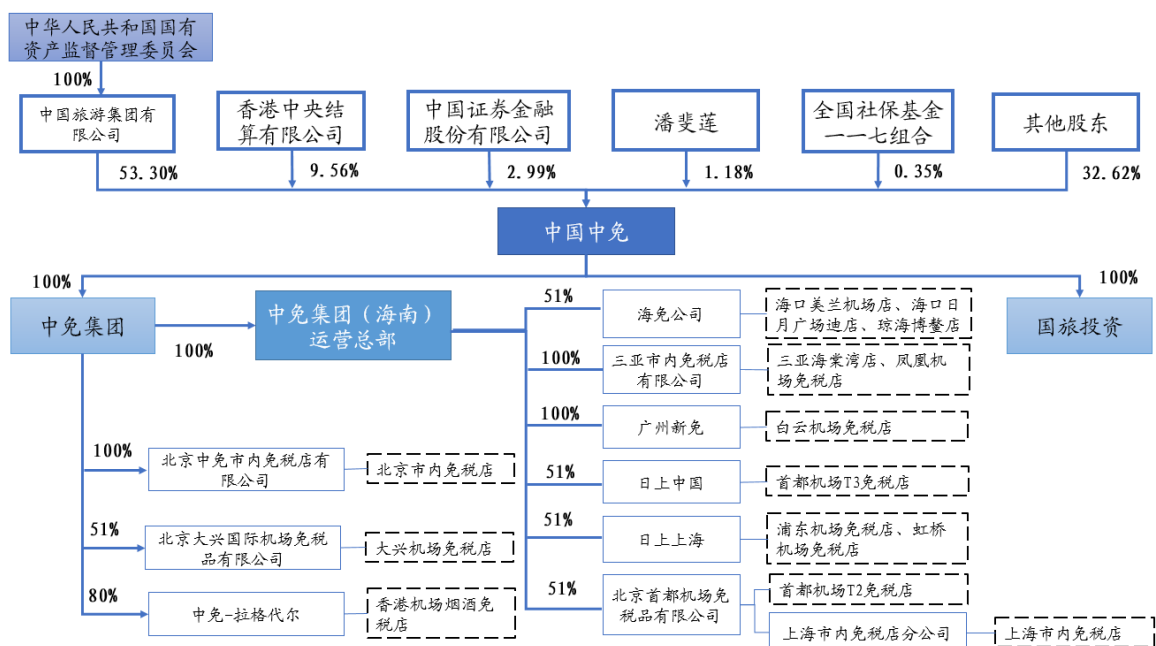 中华人民共和国国有
资产监督管理委员会
100%
中国旅游集团有
限公司
香港中央结
算有限公司
中国证券金融
股份有限公司
潘斐莲
全国社保基金
一一七组合
其他股东
53.30%
9.56%
2.99%
1.18%
0.35%
32.62%
中国中免
100%
100%
中免集团
100%
中免集团（海南）
运营总部
国旅投资
51%
海免公司
海口美兰机场店、海口日
月广场迪店、琼海博鳌店
100%
三亚市内免税店
有限公司
三亚海棠湾店、凤凰机
场免税店
100%
广州新免
白云机场免税店
51%
日上中国
首都机场T3免税店
51%
日上上海
浦东机场免税店、虹桥
机场免税店
51%
北京首都机场免
税品有限公司
首都机场T2免税店
上海市内免税店分公司
上海市内免税店
100%
北京中免市内免税店有
限公司
北京市内免税店
51%
北京大兴国际机场免税
品有限公司
大兴机场免税店
80%
中免-拉格代尔
香港机场烟酒免
税店